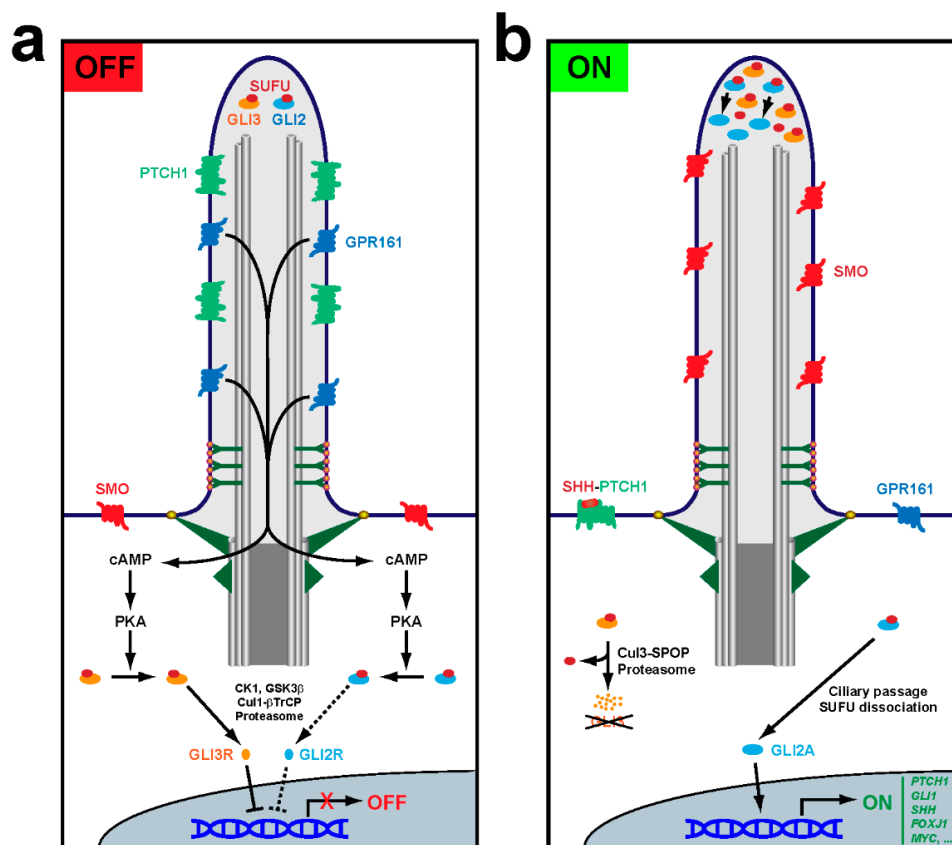 a
OFF
SUFU
GLI3 GLI2
PTCH1
GPR161
SMO
cAMP
cAMP
PKA
PKA
CK1, GSK3β
Cul1-βTrCP
Proteasome
GLI3R
GLI2R
X
OFF
b
ON
SMO
SHH-PTCH1
GPR161
Cul3-SPOP
Proteasome
GLI3
Ciliary passage
SUFU dissociation
GLI2A
ON
PTCH1
GLI1
SHH
FOXJ1
MYC, ...